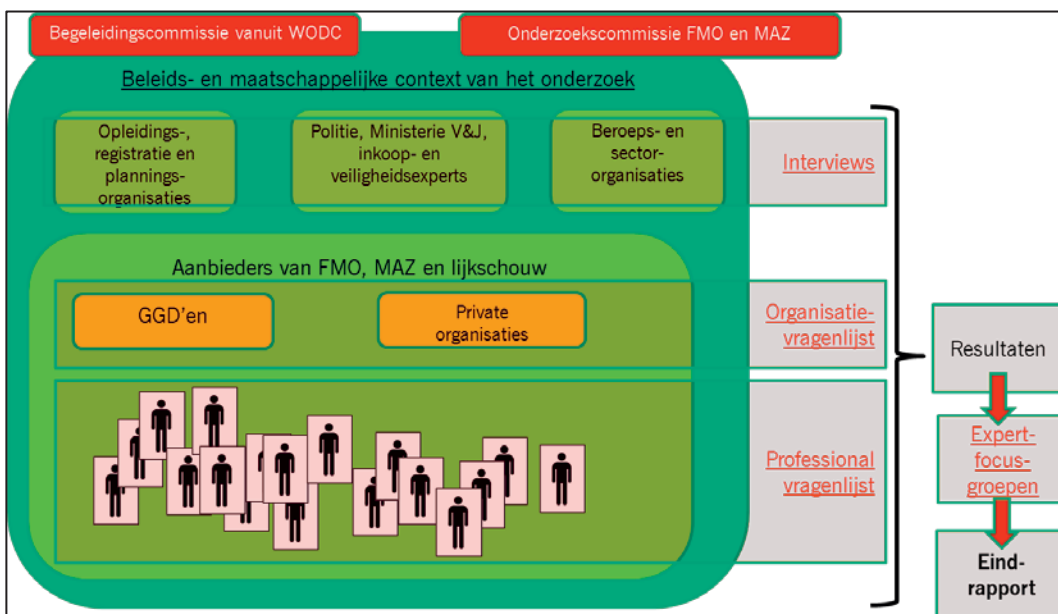 Begeleidingscommissie vanuit WODC
Onderzoekscommissie FMO en MAZ
Beleids- en maatschappelijke context van het onderzoek
Opleidings-,
registratie en
plannings-
organisaties
Politie, Ministerie V&J,
inkoop- en
veiligheidsexperts
Beroeps- en
sector-
organisaties
Interviews
Aanbieders van FMO, MAZ en lijkschouw
GGD'en
Private
organisaties
Organisatie-
vragenlijst
Professional
vragenlijst
Resultaten
Expert-
focus-
groepen
Eind-
rapport